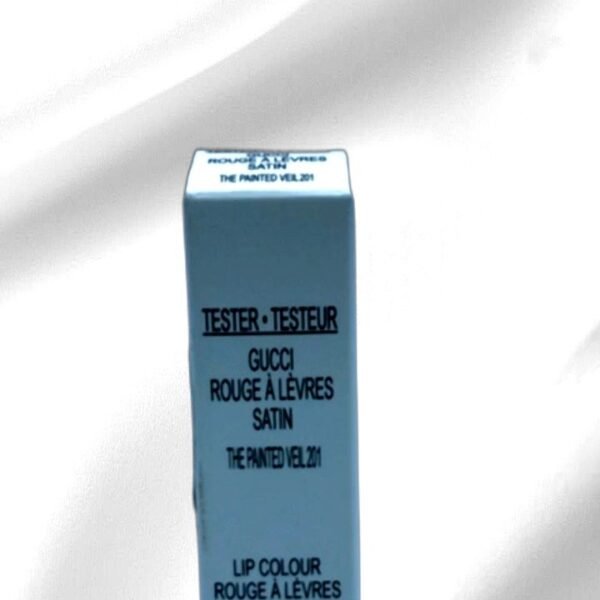 GUCCI
ROUGE À LÈVRES
SATIN
THE PAINTED VEIL 201
TESTER • TESTEUR
GUCCI
ROUGE À LÈVRES
SATIN
THE PAINTED VEIL 201
LIP COLOUR
ROUGE À LÈVRES